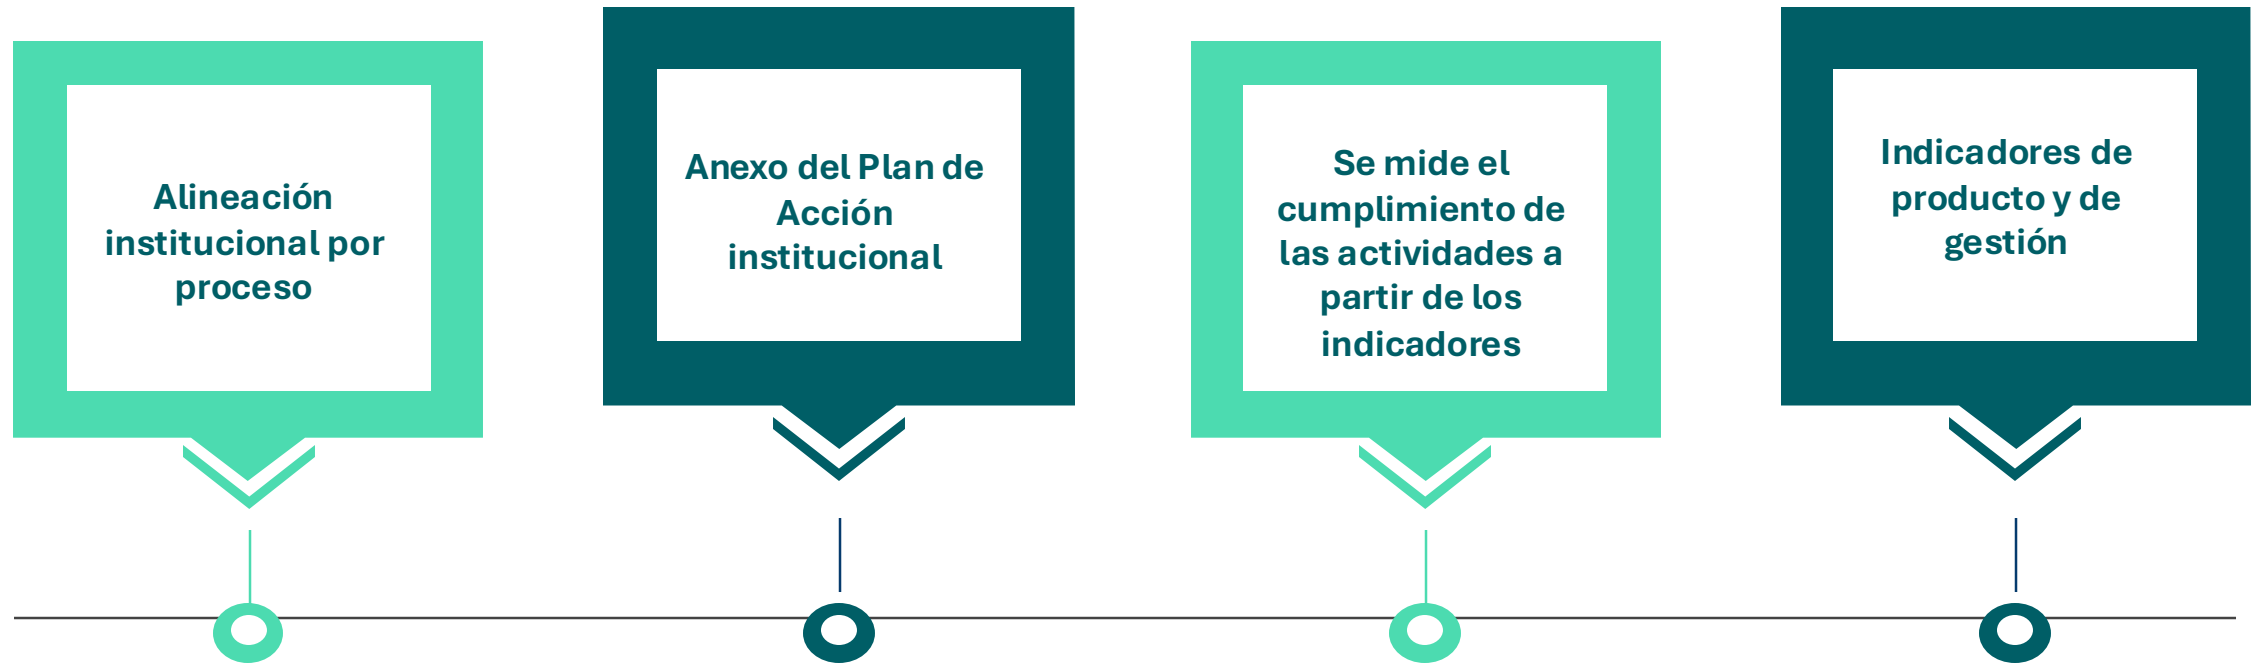 Alineación
institucional por
proceso
Anexo del Plan de
Acción
institucional
Se mide el
cumplimiento de
las actividades a
partir de los
indicadores
Indicadores de
producto y de
gestión